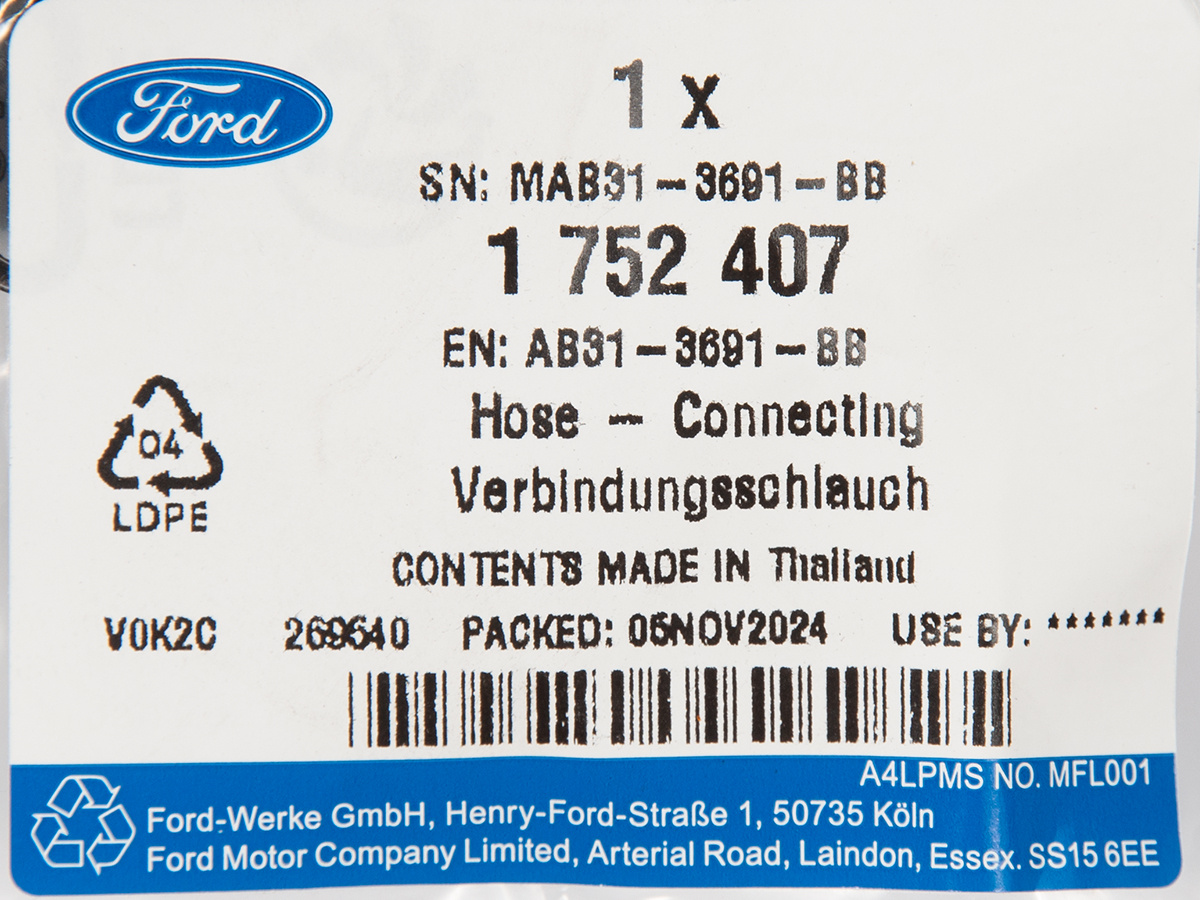 Ford
1 x
SN: MAB31-3691-BB
1 752 407
EN: AB31-3691-BB
Hose - Connecting
Verbindungsschlauch
04
LDPE
CONTENTS MADE IN Thailand
V0K2C 269640 PACKED: 05NOV2024 USE BY: *******
A4LPMS NO. MFL001
Ford-Werke GmbH, Henry-Ford-Straße 1, 50735 Köln
Ford Motor Company Limited, Arterial Road, Laindon, Essex. SS15 6EE